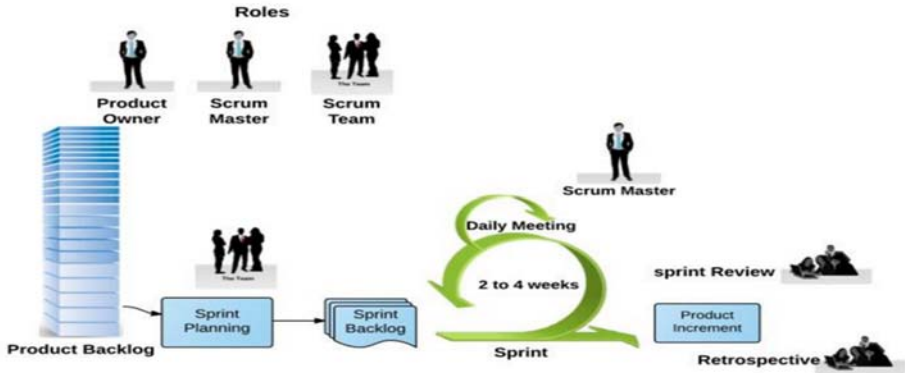 Roles
The Team
Product
Owner
Scrum
Master
Scrum
Team
Scrum Master
Daily Meeting
The Team
2 to 4 weeks
sprint Review
Sprint
Planning
Sprint
Backlog
Product
Increment
Product Backlog
Sprint
Retrospective